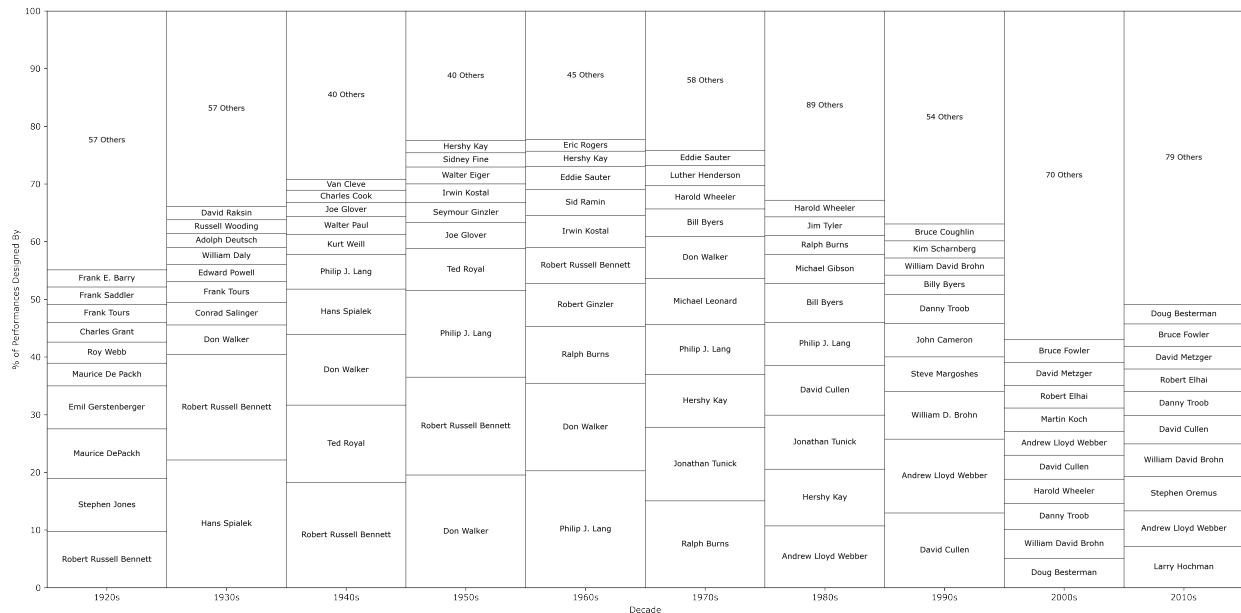 100
90
80
70
60
50
40
30
20
10
0
% of Performances Designed By
57 Others
Frank E. Barry
Frank Saddler
Frank Tours
Charles Grant
Roy Webb
Maurice De Packh
Emil Gerstenberger
Maurice DePackh
Stephen Jones
Robert Russell Bennett
57 Others
David Raksin
Russell Wooding
Adolph Deutsch
William Daly
Edward Powell
Frank Tours
Conrad Salinger
Don Walker
Robert Russell Bennett
Hans Spialek
40 Others
Van Cleve
Charles Cook
Joe Glover
Walter Paul
Kurt Weill
Philip J. Lang
Hans Spialek
Don Walker
Ted Royal
Robert Russell Bennett
40 Others
Hershy Kay
Sidney Fine
Walter Eiger
Irwin Kostal
Seymour Ginzler
Joe Glover
Ted Royal
Philip J. Lang
Robert Russell Bennett
Don Walker
45 Others
Eric Rogers
Hershy Kay
Eddie Sauter
Sid Ramin
Irwin Kostal
Robert Russell Bennett
Robert Ginzler
Ralph Burns
Don Walker
Philip J. Lang
58 Others
Eddie Sauter
Luther Henderson
Harold Wheeler
Bill Byers
Don Walker
Michael Leonard
Philip J. Lang
Hershy Kay
Jonathan Tunick
Ralph Burns
89 Others
Harold Wheeler
Jim Tyler
Ralph Burns
Michael Gibson
Bill Byers
Philip J. Lang
David Cullen
Jonathan Tunick
Hershy Kay
Andrew Lloyd Webber
54 Others
Bruce Coughlin
Kim Scharnberg
William David Brohn
Billy Byers
Danny Troob
John Cameron
Steve Margoshes
William D. Brohn
Andrew Lloyd Webber
David Cullen
70 Others
Bruce Fowler
David Metzger
Robert Elhai
Martin Koch
Andrew Lloyd Webber
David Cullen
Harold Wheeler
Danny Troob
William David Brohn
Doug Besterman
79 Others
Doug Besterman
Bruce Fowler
David Metzger
Robert Elhai
Danny Troob
David Cullen
William David Brohn
Stephen Oremus
Andrew Lloyd Webber
Larry Hochman
1920s
1930s
1940s
1950s
1960s
1970s
1980s
1990s
2000s
2010s
Decade